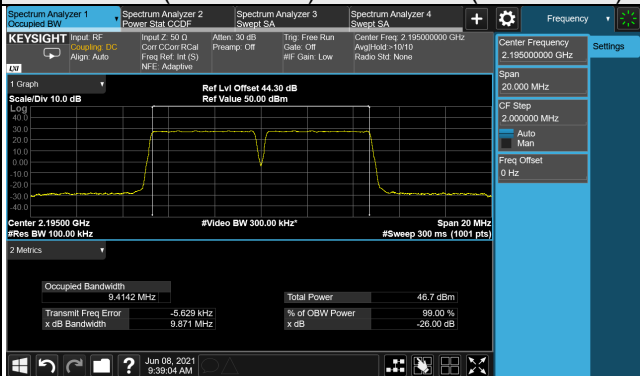 Spectrum Analyzer 1
Occupied BW
Spectrum Analyzer 2
Power Stat CCDF
Spectrum Analyzer 3
Swept SA
Spectrum Analyzer 4
Swept SA
Frequency
KEYSIGHT
Input: RF
Coupling: DC
Align: Auto
Input Z: 50 Ω
Corr CCorr RCal
Freq Ref: Int (S)
NFE: Adaptive
Atten: 30 dB
Preamp: Off
Trig: Free Run
Gate: Off
#IF Gain: Low
Center Freq: 2.195000000 GHz
Avg|Hold:>10/10
Radio Std: None
LXI
Center Frequency
2.195000000 GHz
Settings
Span
20.000 MHz
CF Step
2.000000 MHz
Auto
Man
Freq Offset
0 Hz
1 Graph
Scale/Div 10.0 dB
Ref Lvl Offset 44.30 dB
Ref Value 50.00 dBm
Log
40.0
30.0
20.0
10.0
0.00
-10.0
-20.0
-30.0
-40.0
Center 2.19500 GHz
#Res BW 100.00 kHz
#Video BW 300.00 kHz*
Span 20 MHz
#Sweep 300 ms (1001 pts)
2 Metrics
Occupied Bandwidth
9.4142 MHz
Transmit Freq Error -5.629 kHz
x dB Bandwidth 9.871 MHz
Total Power 46.7 dBm
% of OBW Power 99.00 %
x dB -26.00 dB
?
Jun 08, 2021
9:39:04 AM